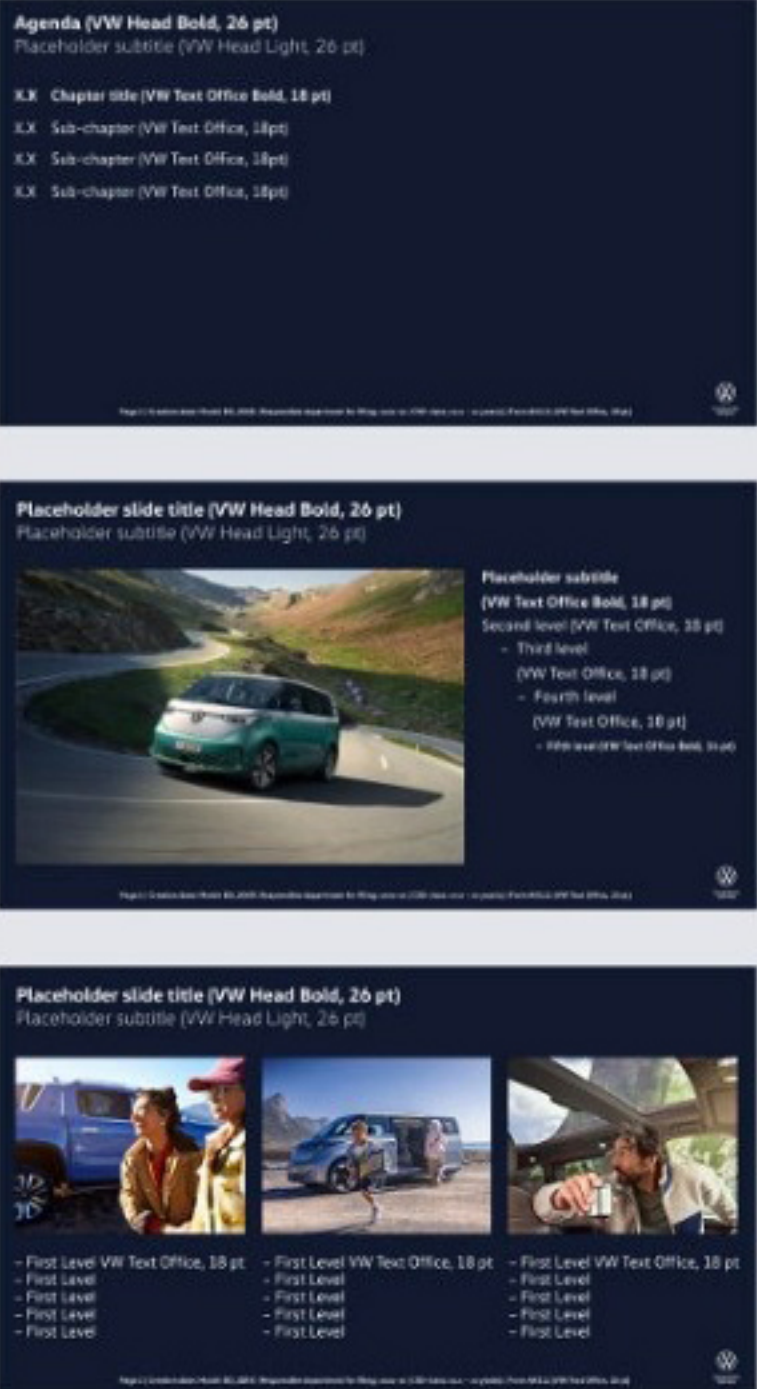 Agenda (VW Head Bold, 26 pt)
Placeholder subtitle (VW Head Light, 26 pt)
X.X Chapter title (VW Text Office Bold, 18 pt)
X.X Sub-chapter (VW Text Office, 18pt)
X.X Sub-chapter (VW Text Office, 18pt)
X.X Sub-chapter (VW Text Office, 18pt)
Placeholder slide title (VW Head Bold, 26 pt)
Placeholder subtitle (VW Head Light, 26 pt)
Placeholder subtitle
(VW Text Office Bold, 18 pt)
Second level (VW Text Office, 18 pt)
– Third level
(VW Text Office, 18 pt)
– Fourth level
(VW Text Office, 18 pt)
– Fifth level (VW Text Office Bold, pt)
Placeholder slide title (VW Head Bold, 26 pt)
Placeholder subtitle (VW Head Light, 26 pt)
– First Level VW Text Office, 18 pt
– First Level
– First Level
– First Level
– First Level
– First Level VW Text Office, 18 pt
– First Level
– First Level
– First Level
– First Level
– First Level VW Text Office, 18 pt
– First Level
– First Level
– First Level
– First Level